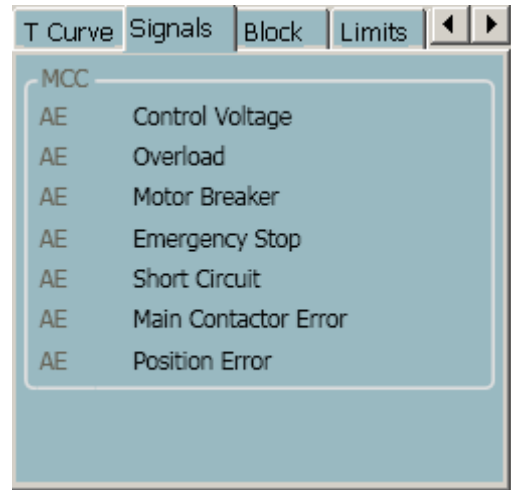 T Curve Signals Block Limits
MCC
AE Control Voltage
AE Overload
AE Motor Breaker
AE Emergency Stop
AE Short Circuit
AE Main Contactor Error
AE Position Error